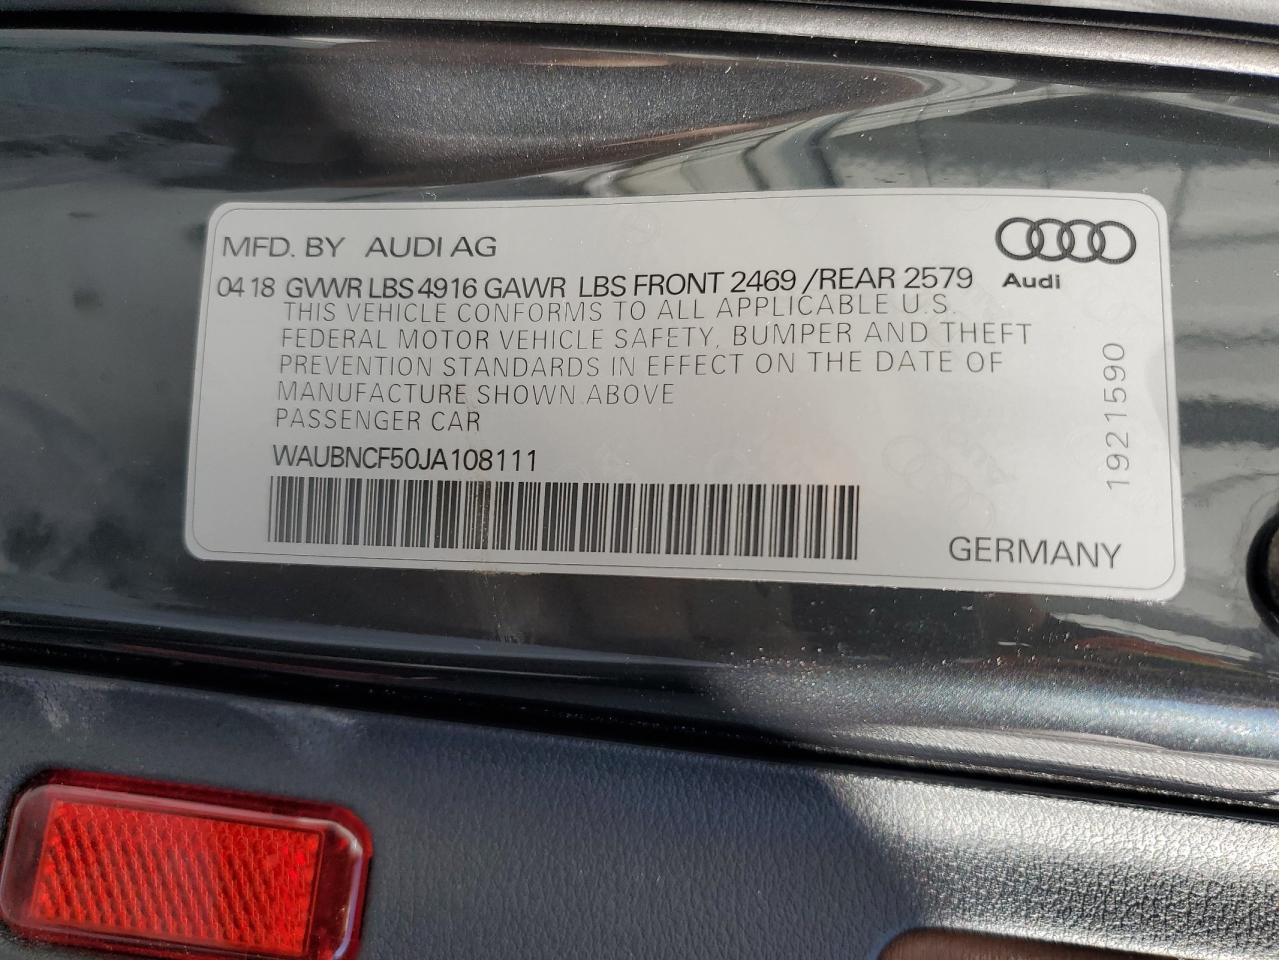 MFD. BY AUDI AG
04 18 GVWR LBS 4916 GAWR LBS FRONT 2469 /REAR 2579
Audi
THIS VEHICLE CONFORMS TO ALL APPLICABLE U.S.
FEDERAL MOTOR VEHICLE SAFETY, BUMPER AND THEFT
PREVENTION STANDARDS IN EFFECT ON THE DATE OF
MANUFACTURE SHOWN ABOVE
PASSENGER CAR
WAUBNCF50JA108111
1921590
GERMANY